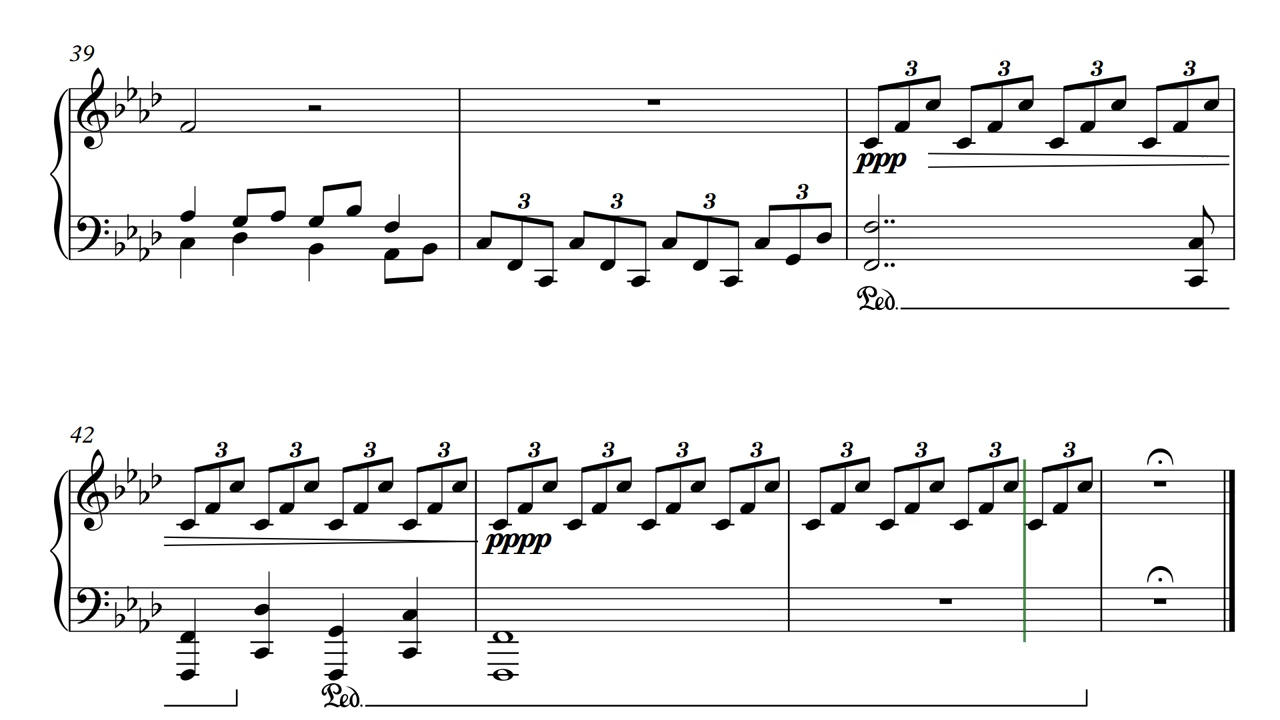 39
3 3 3 3
ppp
3 3 3 3
Ped.
42
3 3 3 3 3 3 3 3 3 3 3 3
pppp
Ped.